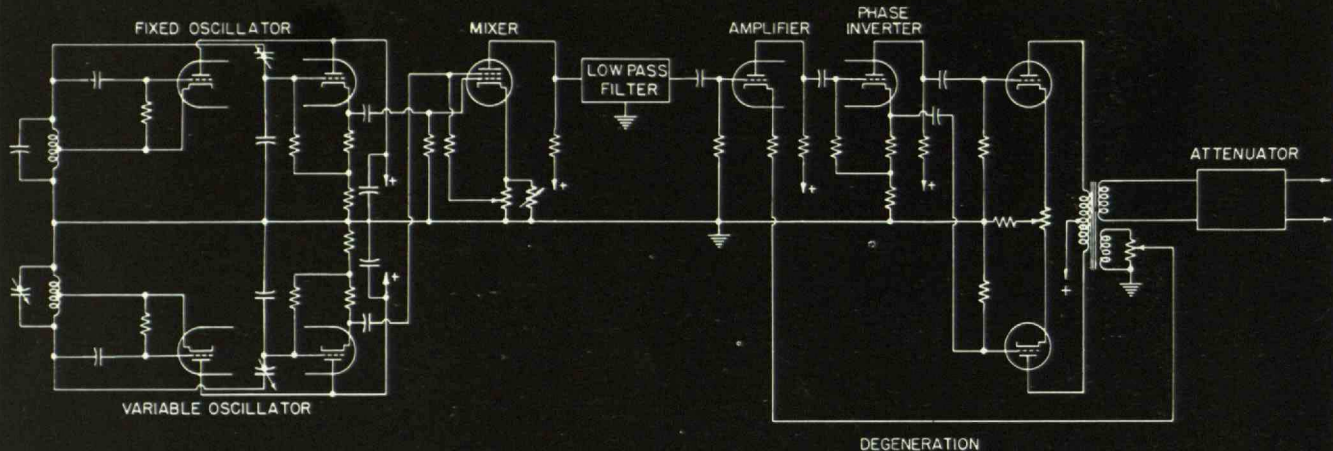 FIXED OSCILLATOR
MIXER
AMPLIFIER
PHASE
INVERTER
LOW PASS
FILTER
ATTENUATOR
+
+
+
+
+
+
VARIABLE OSCILLATOR
DEGENERATION